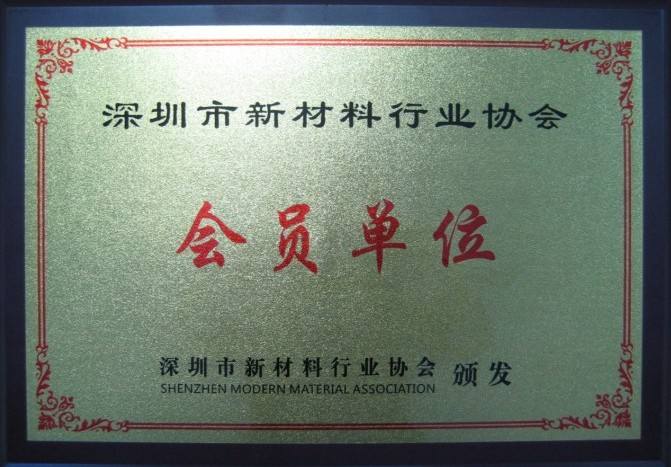 深圳市新材料行业协会
会员单位
深圳市新材料行业协会 颁发
SHENZHEN MODERN MATERIAL ASSOCIATION